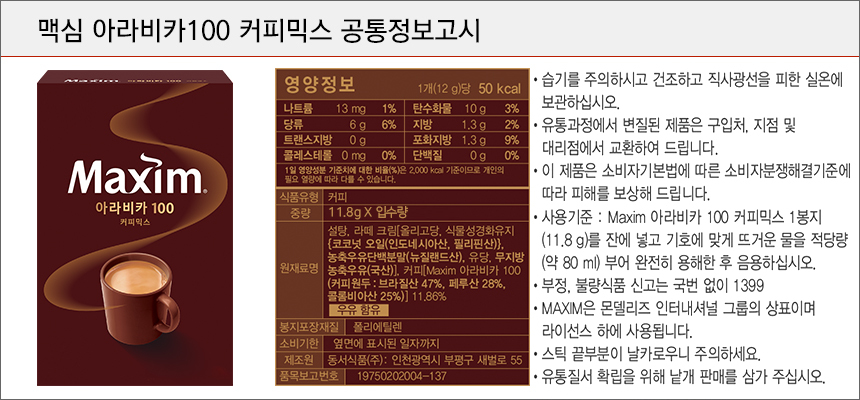 맥심 아라비카100 커피믹스 공통정보고시
Maxim 아라비카 100 커피믹스
Maxim®
아라비카 100
커피믹스
영양정보 1개(12 g)당 50 kcal
나트륨 13 mg 1% 탄수화물 10 g 3%
당류 6 g 6% 지방 1.3 g 2%
트랜스지방 0 g 포화지방 1.3 g 9%
콜레스테롤 0 mg 0% 단백질 0 g 0%
1일 영양성분 기준치에 대한 비율(%)은 2,000 kcal 기준이므로 개인의
필요 열량에 따라 다를 수 있습니다.
식품유형 커피
중량 11.8g X 입수량
원재료명 설탕, 라떼 크림[올리고당, 식물성경화유지
{코코넛 오일(인도네시아산, 필리핀산)},
농축우유단백분말(뉴질랜드산), 유당, 무지방
농축우유(국산)], 커피[Maxim 아라비카 100
(커피원두 : 브라질산 47%, 페루산 28%,
콜롬비아산 25%)] 11.86%
우유 함유
봉지포장재질 폴리에틸렌
소비기한 옆면에 표시된 일자까지
제조원 동서식품(주): 인천광역시 부평구 새벌로 55
품목보고번호 19750202004-137
• 습기를 주의하시고 건조하고 직사광선을 피한 실온에
보관하십시오.
• 유통과정에서 변질된 제품은 구입처, 지점 및
대리점에서 교환하여 드립니다.
• 이 제품은 소비자기본법에 따른 소비자분쟁해결기준에
따라 피해를 보상해 드립니다.
• 사용기준 : Maxim 아라비카 100 커피믹스 1봉지
(11.8 g)를 잔에 넣고 기호에 맞게 뜨거운 물을 적당량
(약 80 ml) 부어 완전히 용해한 후 음용하십시오.
• 부정, 불량식품 신고는 국번 없이 1399
• MAXIM은 몬델리즈 인터내셔널 그룹의 상표이며
라이선스 하에 사용됩니다.
• 스틱 끝부분이 날카로우니 주의하세요.
• 유통질서 확립을 위해 낱개 판매를 삼가 주십시오.